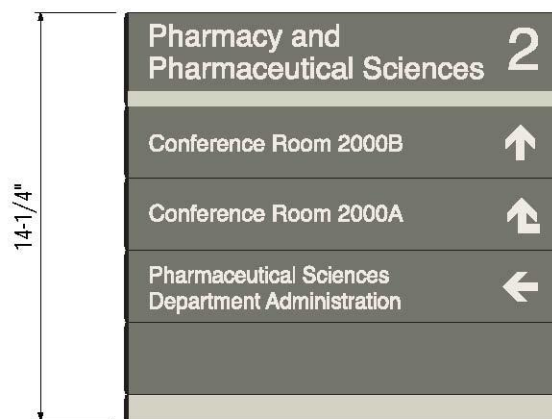 Pharmacy and
Pharmaceutical Sciences 2
Conference Room 2000B
Conference Room 2000A
Pharmaceutical Sciences
Department Administration
14-1/4"